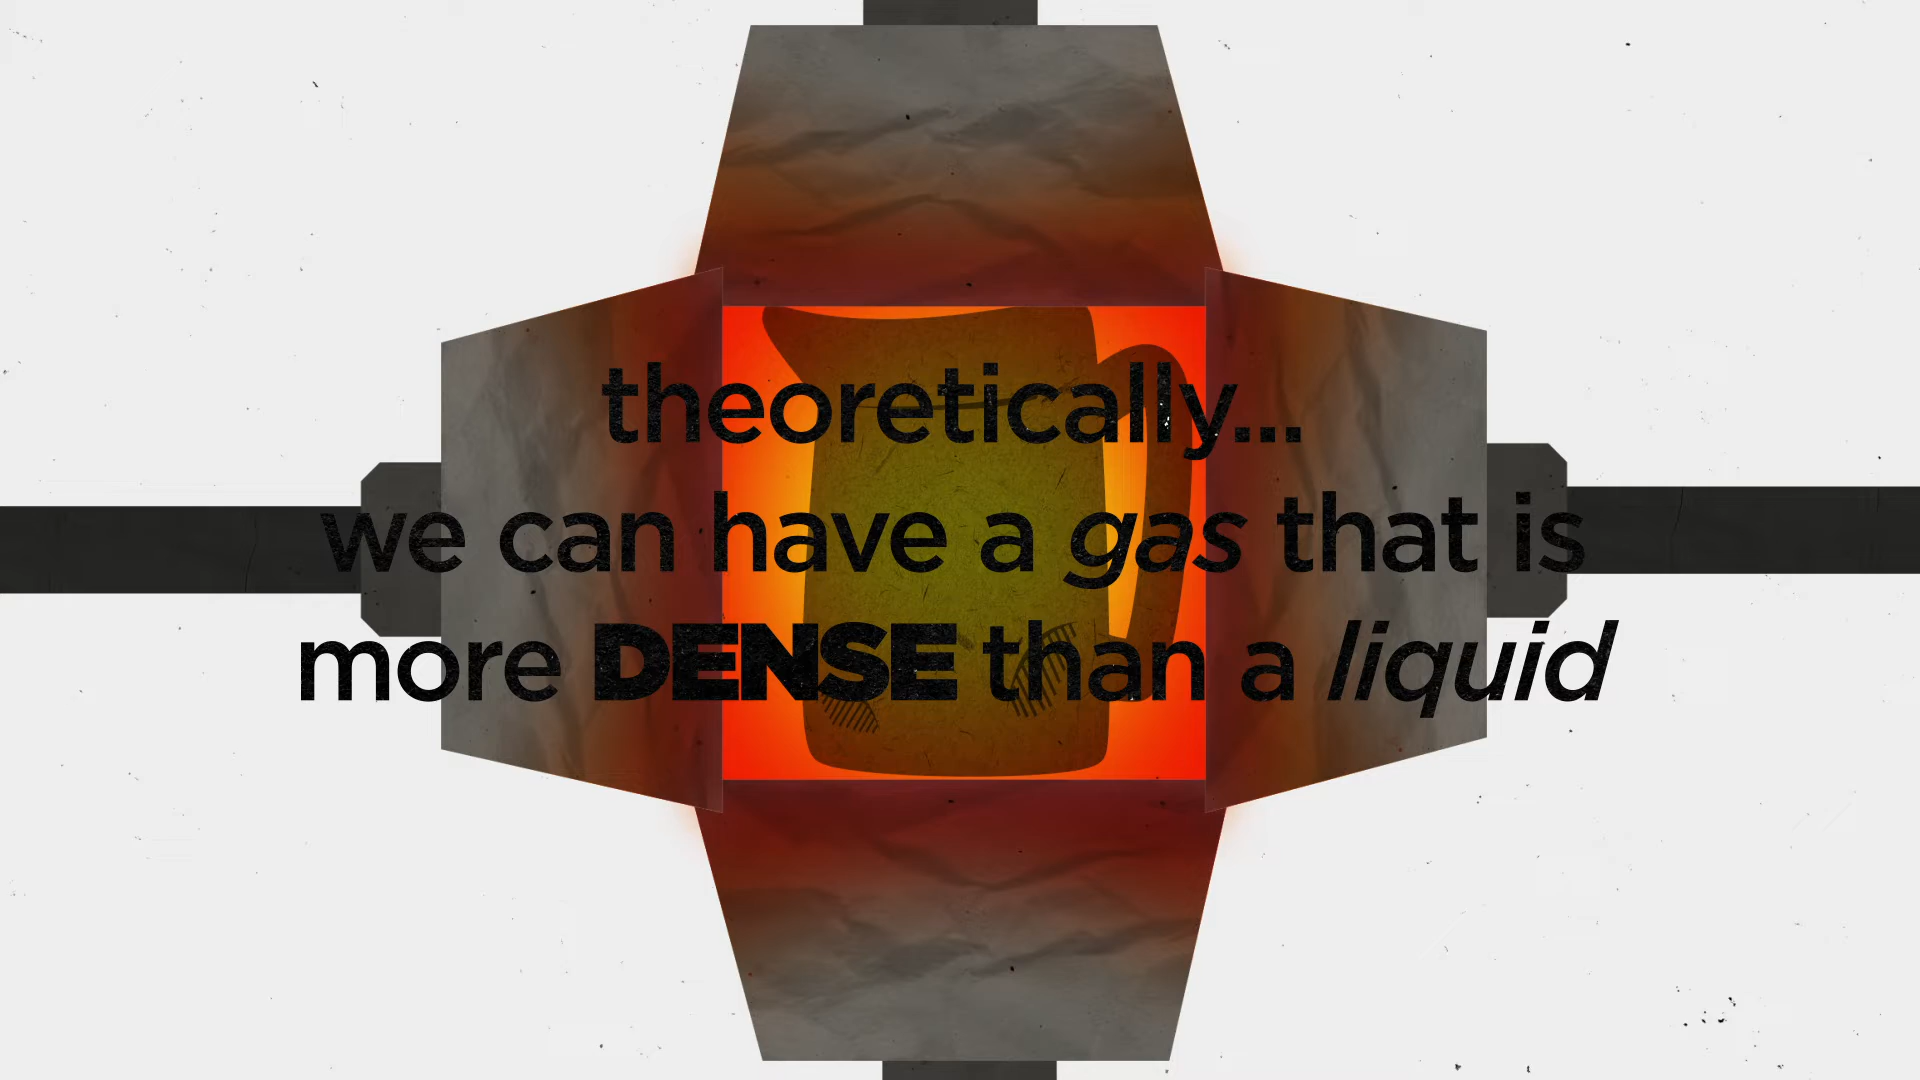 theoretically...
we can have a gas that is
more DENSE than a liquid